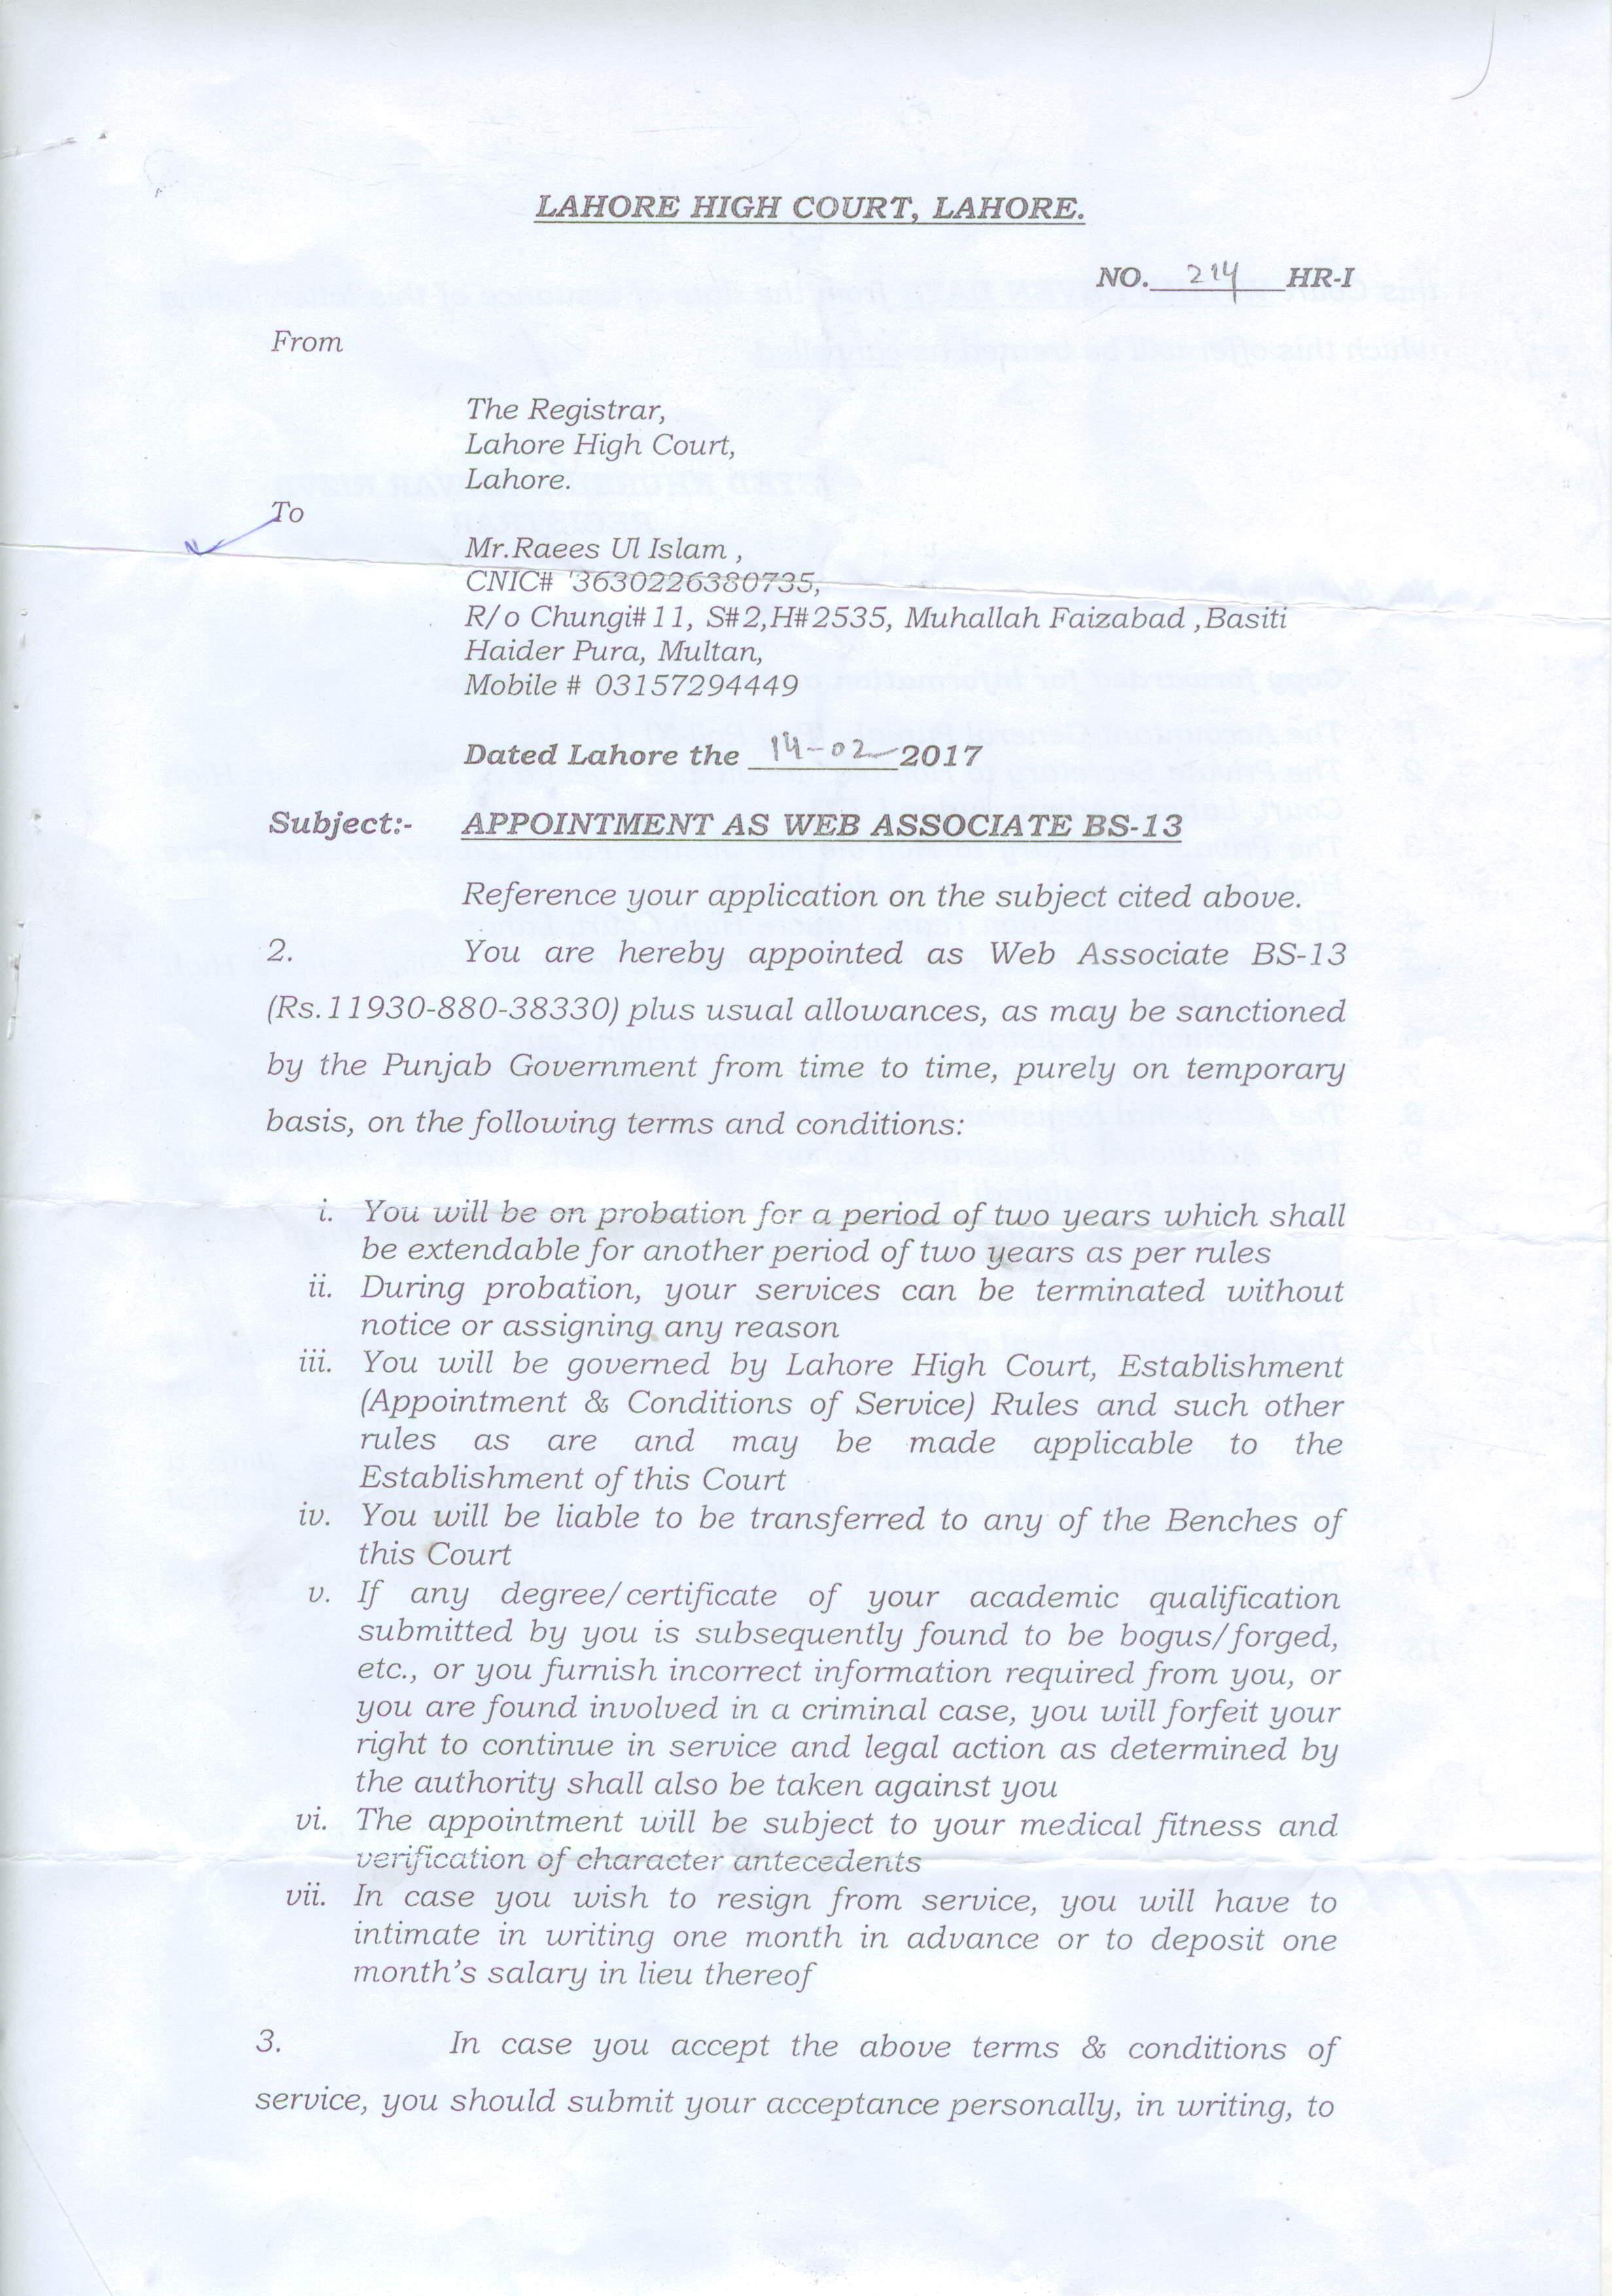 LAHORE HIGH COURT, LAHORE.
NO. 214 HR-I
From
The Registrar,
Lahore High Court,
Lahore.
To
Mr.Raees Ul Islam ,
CNIC# '3630226380735,
R/o Chungi#11, S#2,H#2535, Muhallah Faizabad ,Basiti
Haider Pura, Multan,
Mobile # 03157294449
Dated Lahore the 14-02-2017
Subject:- APPOINTMENT AS WEB ASSOCIATE BS-13
Reference your application on the subject cited above.
2. You are hereby appointed as Web Associate BS-13
(Rs.11930-880-38330) plus usual allowances, as may be sanctioned
by the Punjab Government from time to time, purely on temporary
basis, on the following terms and conditions:
i. You will be on probation for a period of two years which shall
be extendable for another period of two years as per rules
ii. During probation, your services can be terminated without
notice or assigning any reason
iii. You will be governed by Lahore High Court, Establishment
(Appointment & Conditions of Service) Rules and such other
rules as are and may be made applicable to the
Establishment of this Court
iv. You will be liable to be transferred to any of the Benches of
this Court
v. If any degree/certificate of your academic qualification
submitted by you is subsequently found to be bogus/forged,
etc., or you furnish incorrect information required from you, or
you are found involved in a criminal case, you will forfeit your
right to continue in service and legal action as determined by
the authority shall also be taken against you
vi. The appointment will be subject to your medical fitness and
verification of character antecedents
vii. In case you wish to resign from service, you will have to
intimate in writing one month in advance or to deposit one
month's salary in lieu thereof
3. In case you accept the above terms & conditions of
service, you should submit your acceptance personally, in writing, to